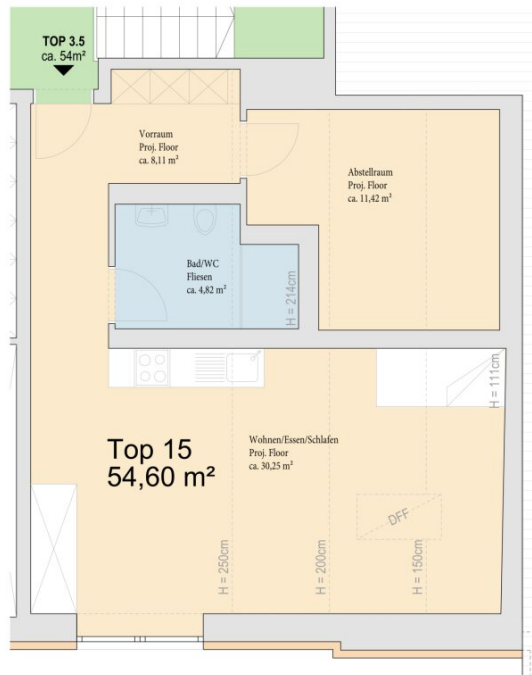 TOP 3.5
ca. 54m²
Vorraum
Proj. Floor
ca. 8,11 m²
Abstellraum
Proj. Floor
ca. 11,42 m²
Bad/WC
Fliesen
ca. 4,82 m²
H = 214cm
H = 111cm
Top 15
54,60 m²
Wohnen/Essen/Schlafen
Proj. Floor
ca. 30,25 m²
DFF
H = 250cm
H = 200cm
H = 150cm